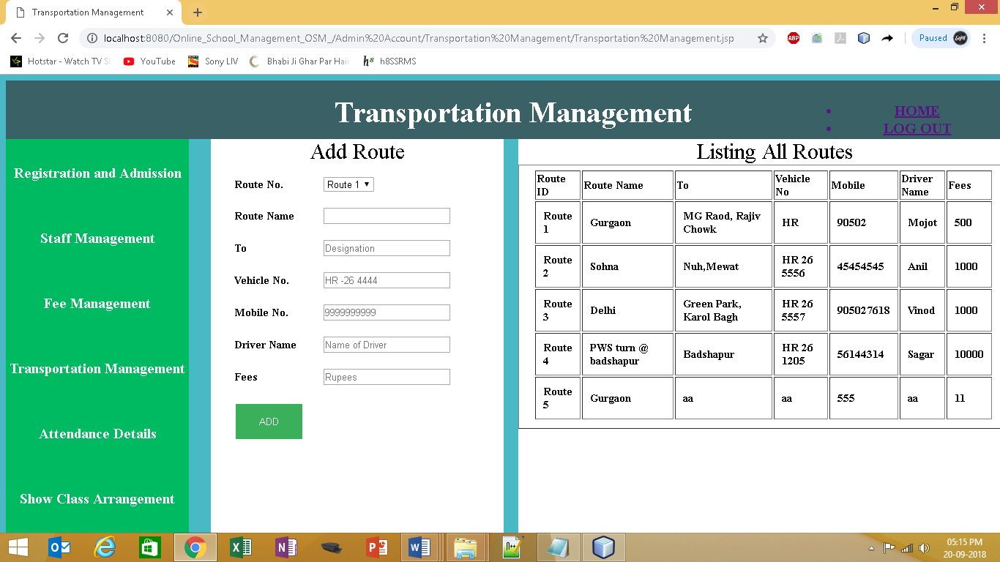 Transportation Management
localhost:8080/Online_School_Management_OSM_/Admin%20Account/Transportation%20Management/Transportation%20Management.jsp
ABP
Paused
Hotstar - Watch TV S
YouTube
Sony LIV
Bhabi Ji Ghar Par Hain
h8SSRMS
Transportation Management
HOME
LOG OUT
Registration and Admission
Staff Management
Fee Management
Transportation Management
Attendance Details
Show Class Arrangement
Add Route
Route No. Route 1
Route Name
To Designation
Vehicle No. HR -26 4444
Mobile No. 9999999999
Driver Name Name of Driver
Fees Rupees
ADD
Listing All Routes
Route ID Route Name To Vehicle No Mobile Driver Name Fees
Route 1 Gurgaon MG Raod, Rajiv Chowk HR 90502 Mojot 500
Route 2 Sohna Nuh,Mewat HR 26 5556 45454545 Anil 1000
Route 3 Delhi Green Park, Karol Bagh HR 26 5557 905027618 Vinod 1000
Route 4 PWS turn @ badshapur Badshapur HR 26 1205 56144314 Sagar 10000
Route 5 Gurgaon aa aa 555 aa 11
05:15 PM
20-09-2018